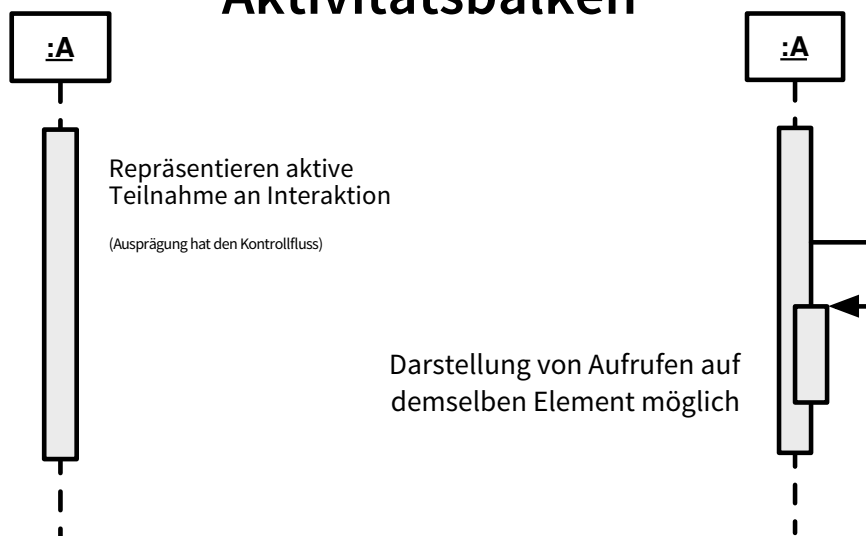 Aktivitätsbalken
:A
:A
Repräsentieren aktive
Teilnahme an Interaktion
(Ausprägung hat den Kontrollfluss)
Darstellung von Aufrufen auf
demselben Element möglich